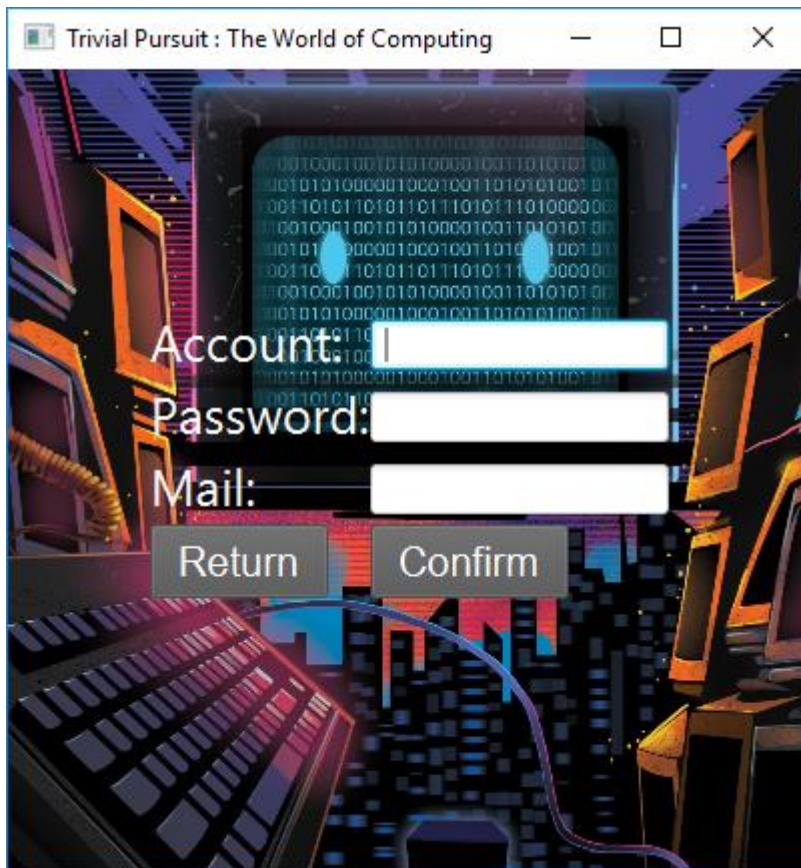 Trivial Pursuit : The World of Computing
Account:
Password:
Mail:
Return Confirm